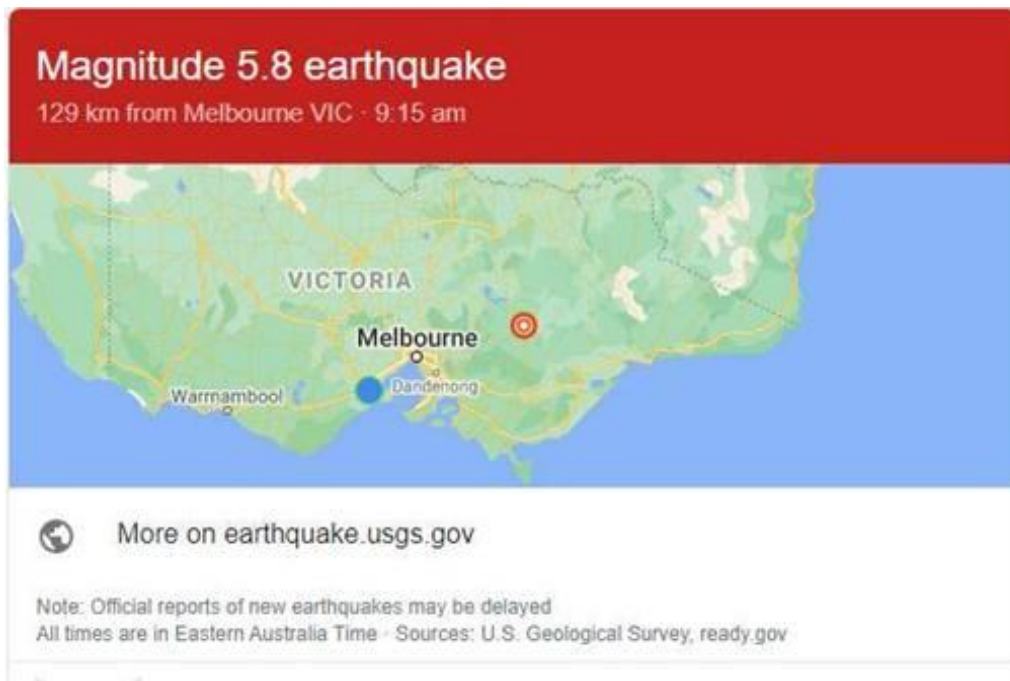 Magnitude 5.8 earthquake
129 km from Melbourne VIC · 9:15 am
VICTORIA
Melbourne
Dandenong
Warrnambool
More on earthquake.usgs.gov
Note: Official reports of new earthquakes may be delayed
All times are in Eastern Australia Time · Sources: U.S. Geological Survey, ready.gov